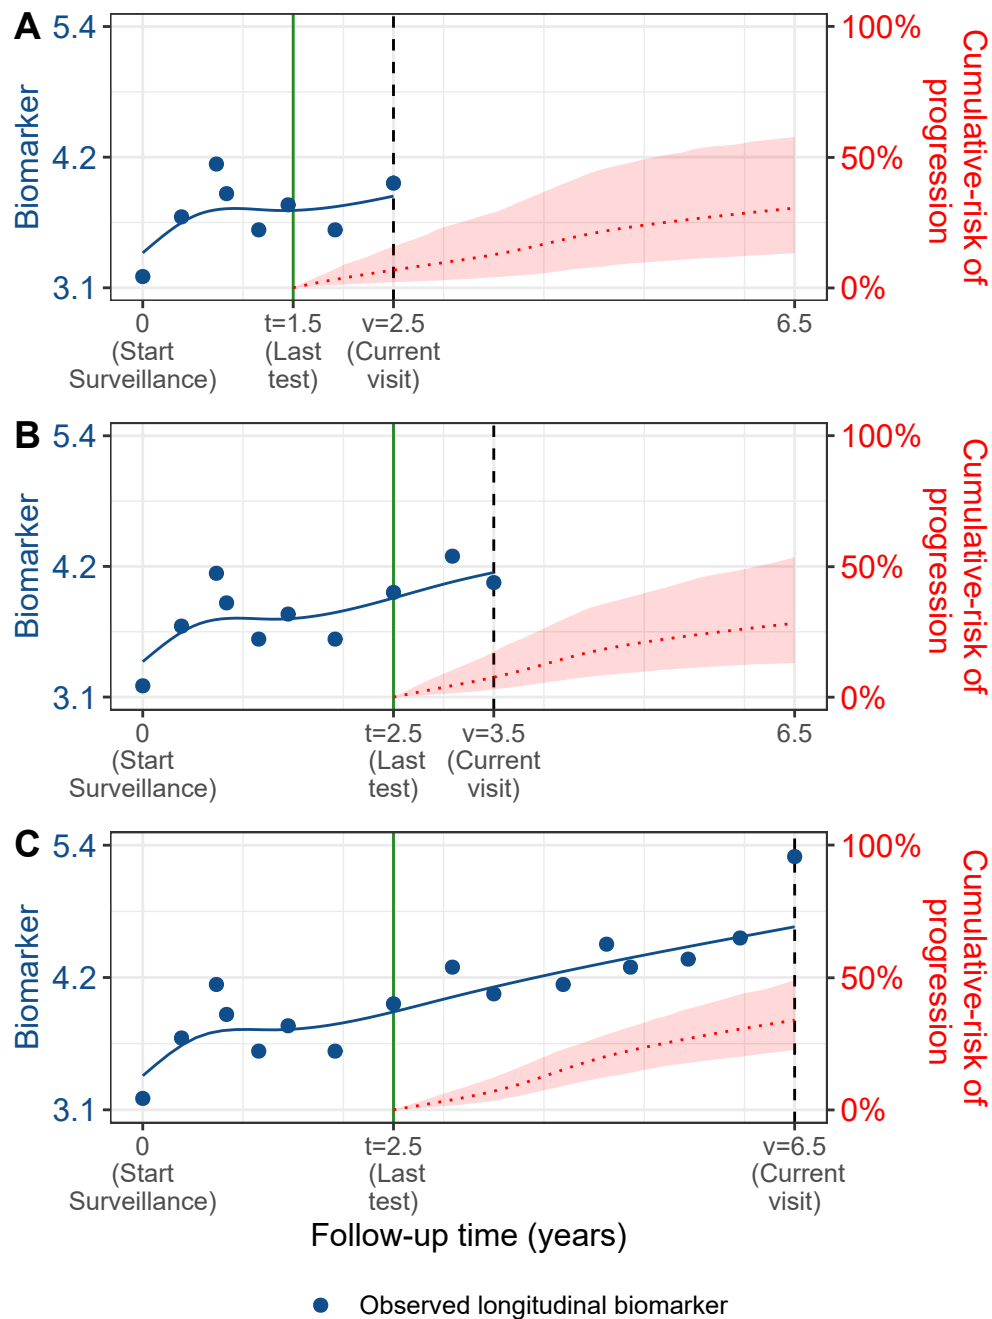 A
Biomarker
5.4
4.2
3.1
100%
50%
0%
Cumulative-risk of
progression
0
(Start
Surveillance)
t=1.5
(Last
test)
v=2.5
(Current
visit)
6.5
B
Biomarker
5.4
4.2
3.1
100%
50%
0%
Cumulative-risk of
progression
0
(Start
Surveillance)
t=2.5
(Last
test)
v=3.5
(Current
visit)
6.5
C
Biomarker
5.4
4.2
3.1
100%
50%
0%
Cumulative-risk of
progression
0
(Start
Surveillance)
t=2.5
(Last
test)
v=6.5
(Current
visit)
Follow-up time (years)
Observed longitudinal biomarker